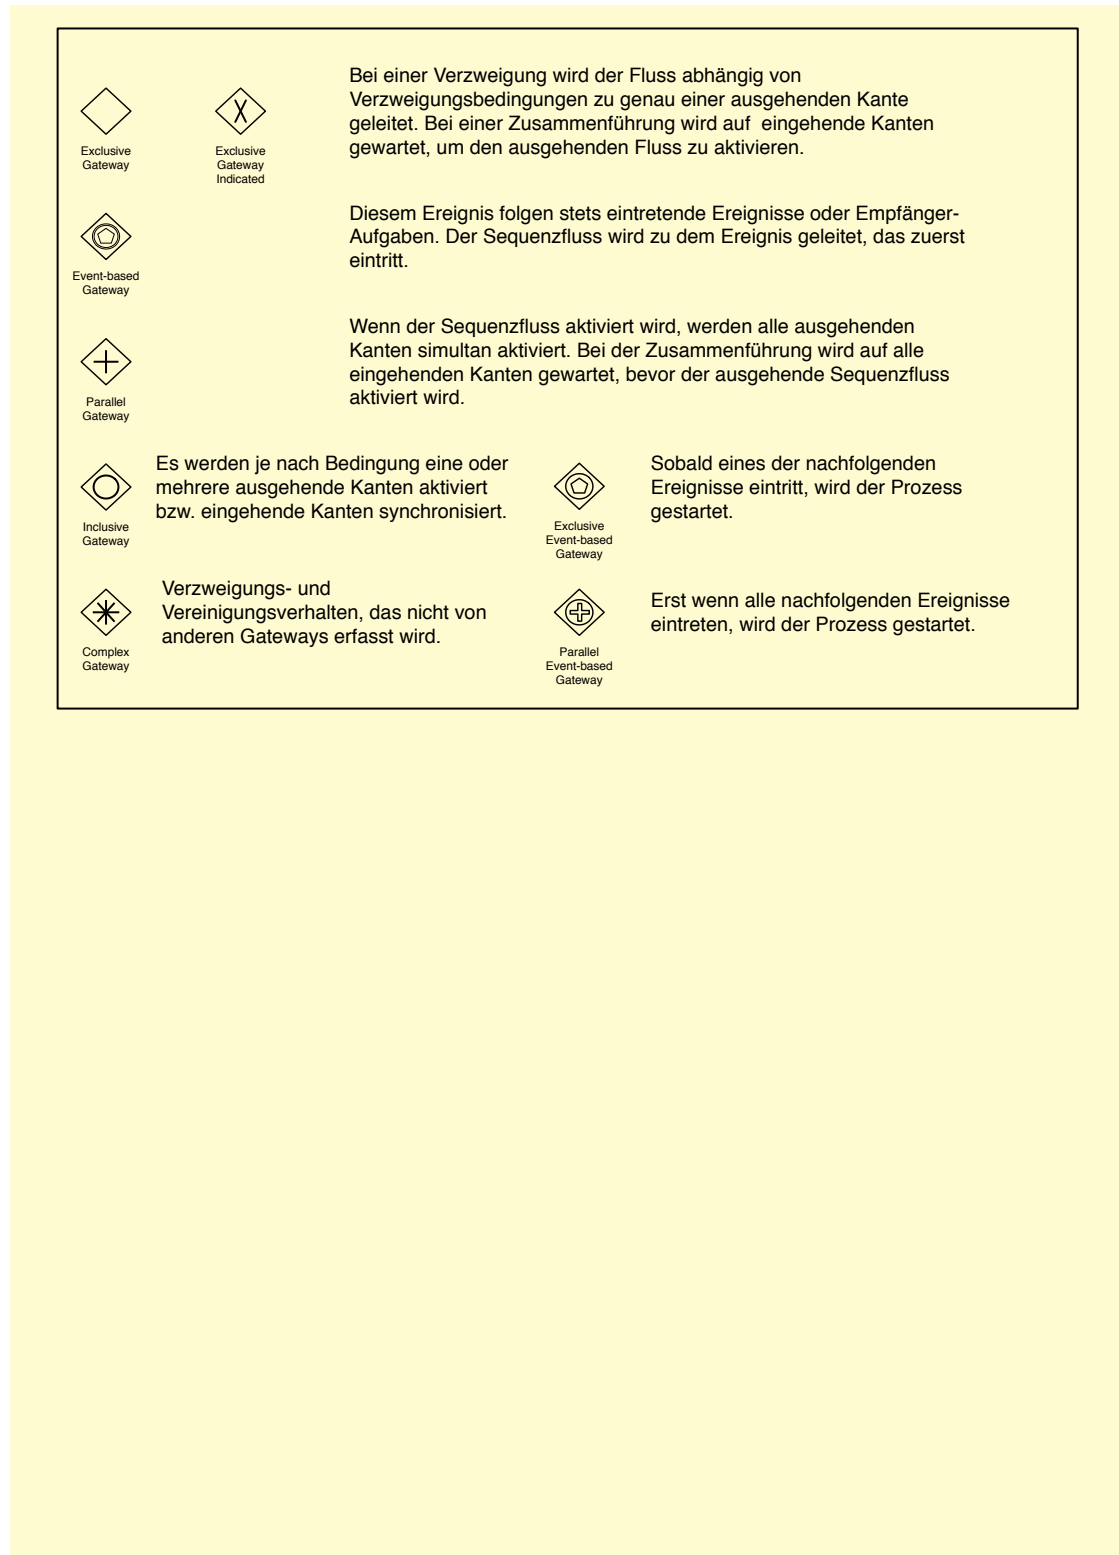 Exclusive
Gateway
Exclusive
Gateway
Indicated
Bei einer Verzweigung wird der Fluss abhängig von
Verzweigungsbedingungen zu genau einer ausgehenden Kante
geleitet. Bei einer Zusammenführung wird auf  eingehende Kanten
gewartet, um den ausgehenden Fluss zu aktivieren.
Event-based
Gateway
Diesem Ereignis folgen stets eintretende Ereignisse oder Empfänger-
Aufgaben. Der Sequenzfluss wird zu dem Ereignis geleitet, das zuerst
eintritt.
Parallel
Gateway
Wenn der Sequenzfluss aktiviert wird, werden alle ausgehenden
Kanten simultan aktiviert. Bei der Zusammenführung wird auf alle
eingehenden Kanten gewartet, bevor der ausgehende Sequenzfluss
aktiviert wird.
Inclusive
Gateway
Es werden je nach Bedingung eine oder
mehrere ausgehende Kanten aktiviert
bzw. eingehende Kanten synchronisiert.
Exclusive
Event-based
Gateway
Sobald eines der nachfolgenden
Ereignisse eintritt, wird der Prozess
gestartet.
Complex
Gateway
Verzweigungs- und
Vereinigungsverhalten, das nicht von
anderen Gateways erfasst wird.
Parallel
Event-based
Gateway
Erst wenn alle nachfolgenden Ereignisse
eintreten, wird der Prozess gestartet.